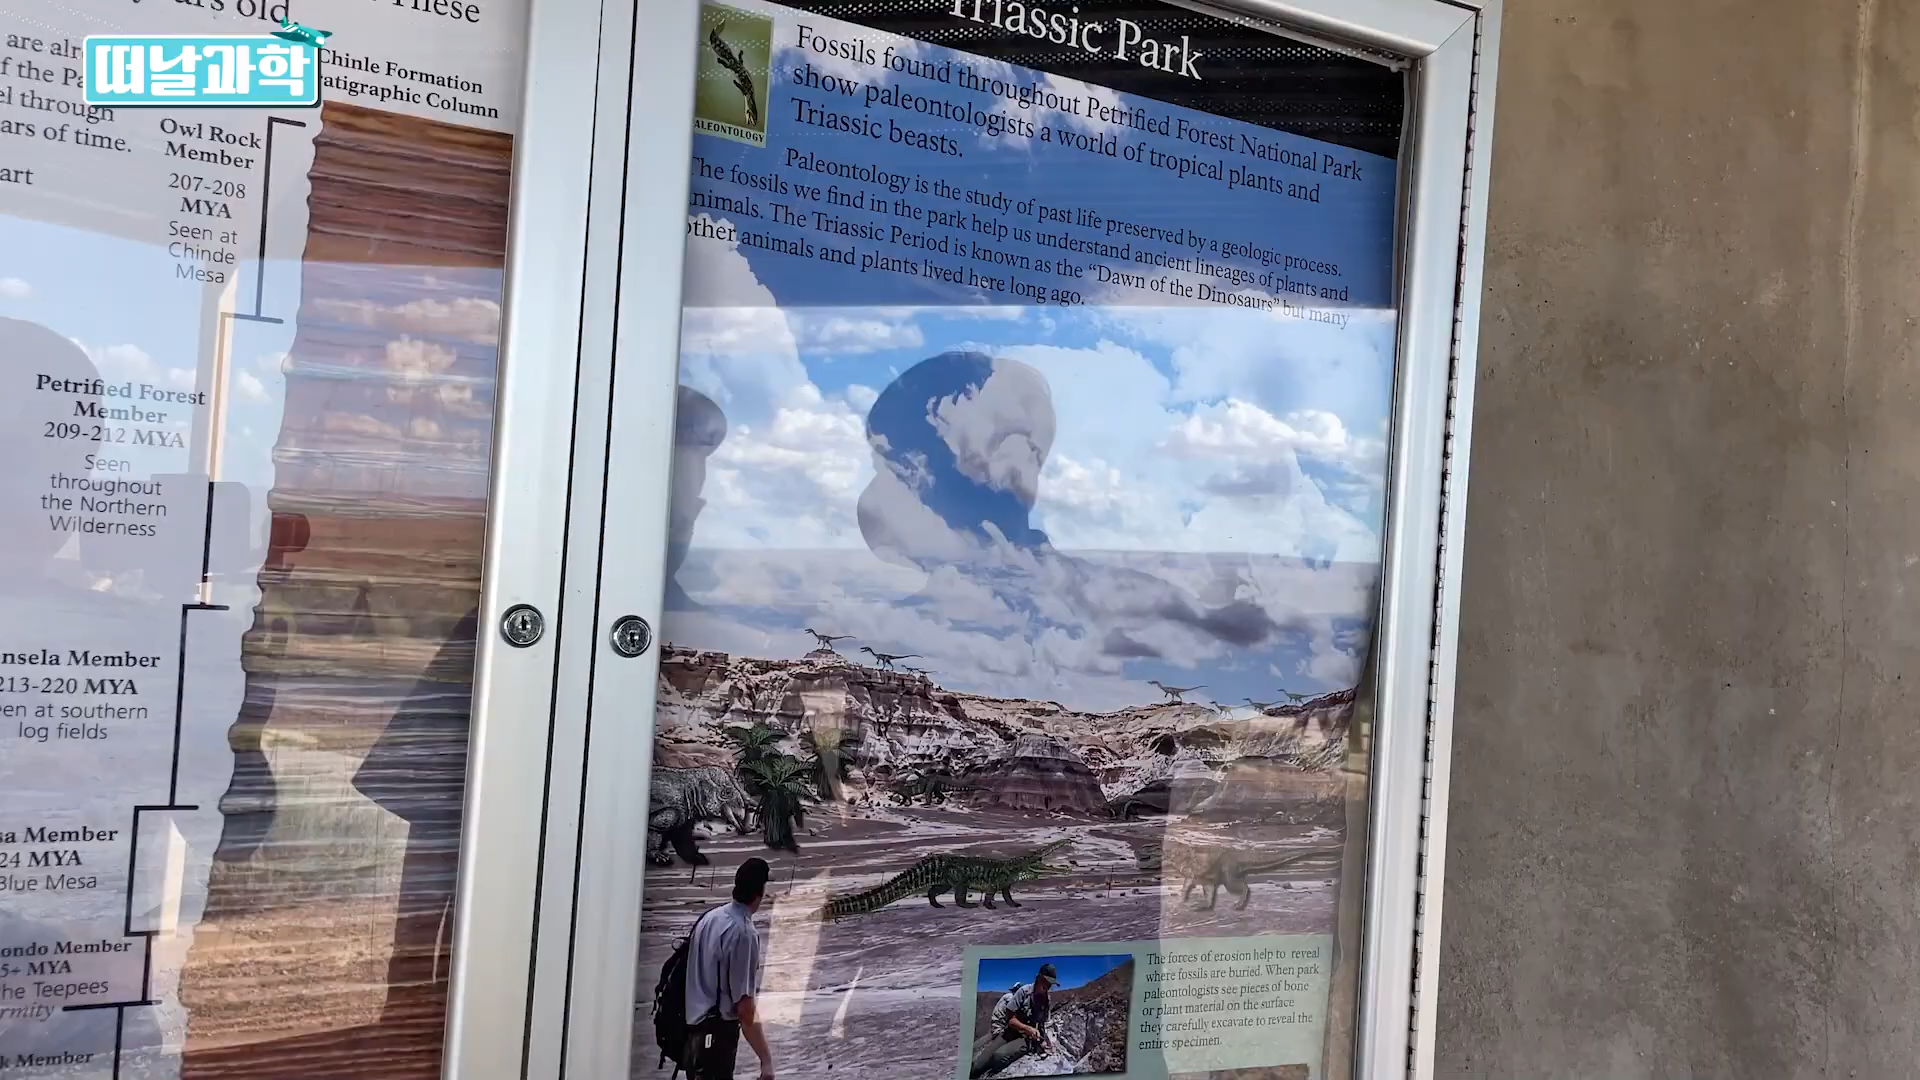 떠날과학
These
years old.
are
of the
through
ars of time.
art
Chinle Formation
Stratigraphic Column
Owl Rock
Member
207-208
MYA
Seen at
Chinde
Mesa
Petrified Forest
Member
209-212 MYA
Seen
throughout
the Northern
Wilderness
nsela Member
213-220 MYA
en at southern
log fields
sa Member
24 MYA
Blue Mesa
ondo Member
5+ MYA
he Teepees
rmity
k Member
Triassic Park
PALEONTOLOGY
Fossils found throughout Petrified Forest National Park
show paleontologists a world of tropical plants and
Triassic beasts.
Paleontology is the study of past life preserved by a geologic process.
The fossils we find in the park help us understand ancient lineages of plants and
animals. The Triassic Period is known as the “Dawn of the Dinosaurs” but many
other animals and plants lived here long ago.
The forces of erosion help to reveal
where fossils are buried. When park
paleontologists see pieces of bone
or plant material on the surface
they carefully excavate to reveal the
entire specimen.